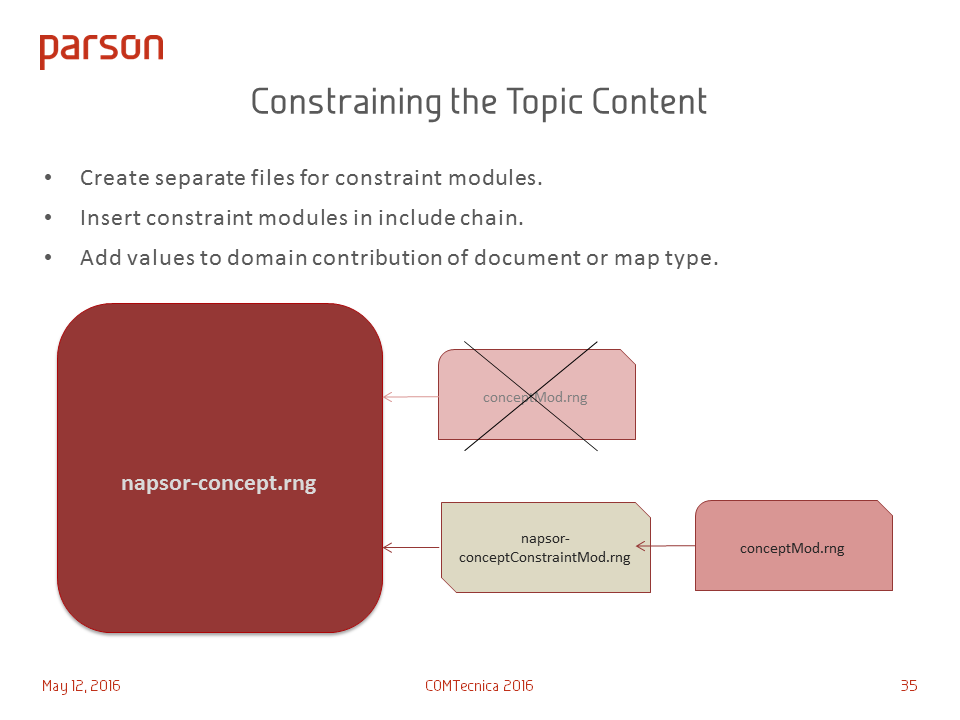 parson
Constraining the Topic Content
• Create separate files for constraint modules.
• Insert constraint modules in include chain.
• Add values to domain contribution of document or map type.
conceptMod.rng
napsor-concept.rng
napsor-
conceptConstraintMod.rng
conceptMod.rng
May 12, 2016
COMTecnica 2016
35